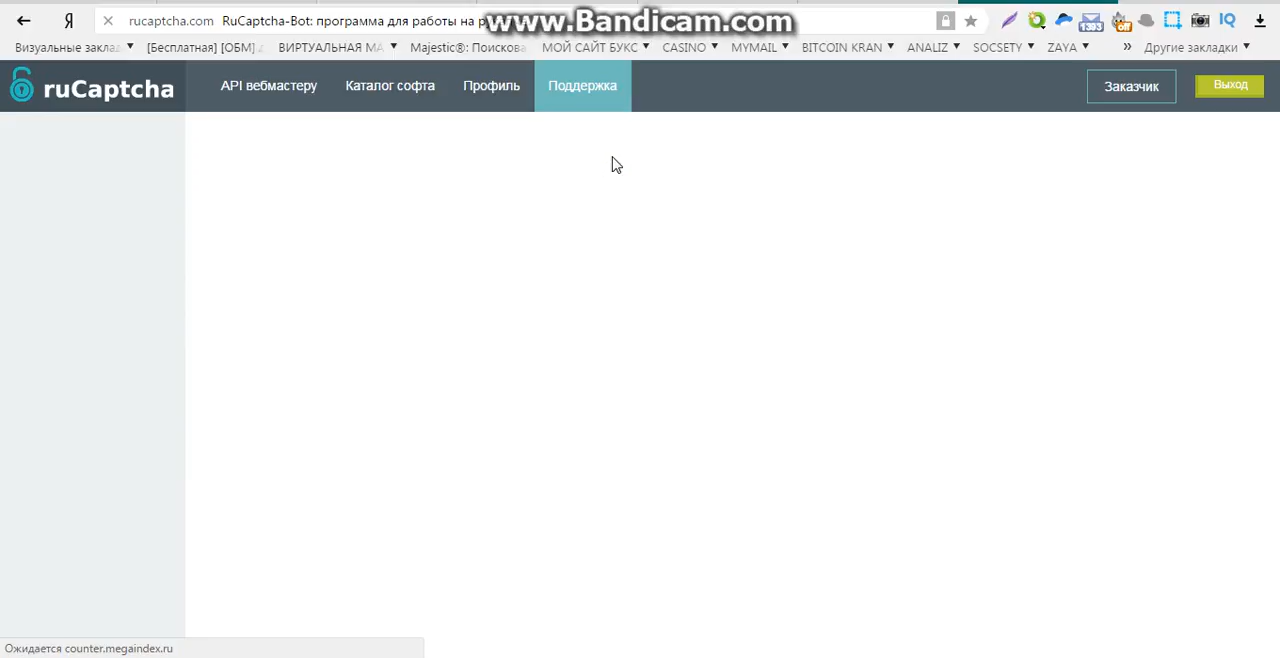 www.Bandicam.com
Я rucaptcha.com RuCaptcha-Bot: программа для работы на
Визуальные заклад [Бесплатная] [ОБМ] ВИРТУАЛЬНАЯ МА Majestic®: Поискова МОЙ САЙТ БУКС CASINO MYMAIL BITCOIN KRAN ANALIZ SOCSETY ZAYA » Другие закладки
ruCaptcha API вебмастеру Каталог софта Профиль Поддержка Заказчик Выход
Ожидается counter.megaindex.ru